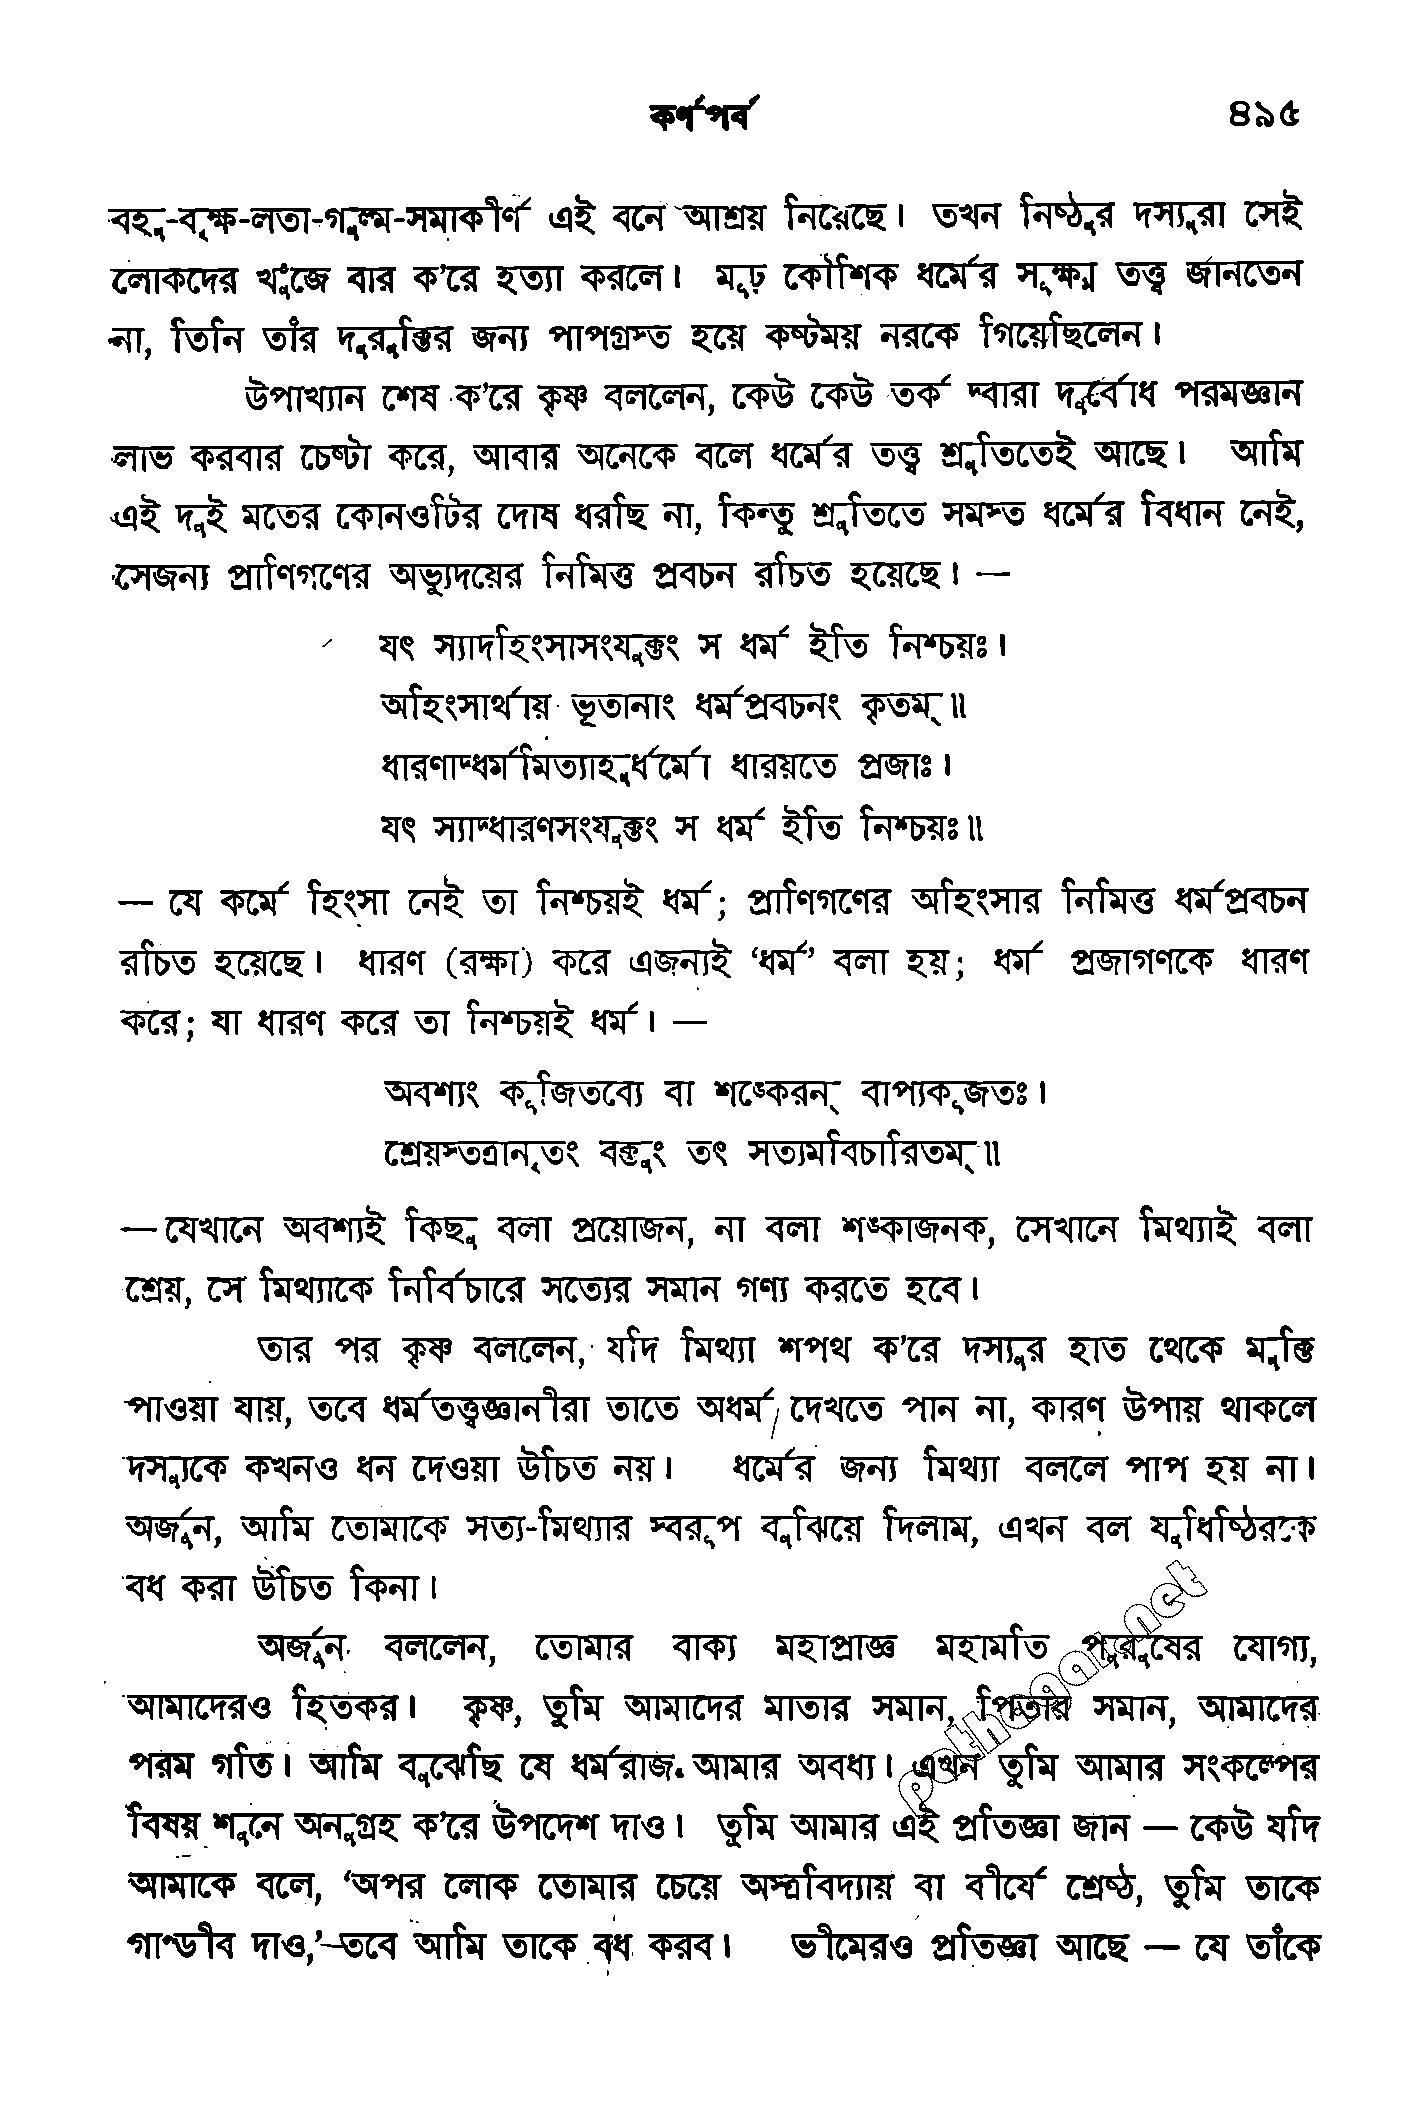 কর্ণপর্ব ৪৯৫
বহু-বৃক্ষ-লতা-গুল্ম-সমাকীর্ণ এই বনে আশ্রয় নিয়েছে। তখন নিষ্ঠুর দস্যুরা সেই
লোকদের খুঁজে বার ক’রে হত্যা করলে। মূঢ় কৌশিক ধর্মের সূক্ষ্ম তত্ত্ব জানতেন
না, তিনি তাঁর দুরুক্তির জন্য পাপগ্রস্ত হয়ে কষ্টময় নরকে গিয়েছিলেন।
উপাখ্যান শেষ ক’রে কৃষ্ণ বললেন, কেউ কেউ তর্ক দ্বারা দুর্বোধ পরমজ্ঞান
লাভ করবার চেষ্টা করে, আবার অনেকে বলে ধর্মের তত্ত্ব শ্রুতিতেই আছে। আমি
এই দুই মতের কোনওটির দোষ ধরছি না, কিন্তু শ্রুতিতে সমস্ত ধর্মের বিধান নেই,
সেজন্য প্রাণিগণের অভ্যুদয়ের নিমিত্ত প্রবচন রচিত হয়েছে। —
যৎ স্যাদহিংসাসংযুক্তং স ধর্ম ইতি নিশ্চয়ঃ।
অহিংসার্থায় ভূতানাং ধর্মপ্রবচনং কৃতম্॥
ধারণাদ্ধর্মমিত্যাহুর্ধর্মো ধারয়তে প্রজাঃ।
যৎ স্যাদ্ধারণসংযুক্তং স ধর্ম ইতি নিশ্চয়ঃ॥
— যে কর্মে হিংসা নেই তা নিশ্চয়ই ধর্ম; প্রাণিগণের অহিংসার নিমিত্ত ধর্মপ্রবচন
রচিত হয়েছে। ধারণ (রক্ষা) করে এজন্যই ‘ধর্ম’ বলা হয়; ধর্ম প্রজাগণকে ধারণ
করে; যা ধারণ করে তা নিশ্চয়ই ধর্ম। —
অবশ্যং কূজিতব্যে বা শঙ্কেরন্ বাপ্যকূজতঃ।
শ্রেয়স্তত্রানৃতং বক্তুং তৎ সত্যমবিচারিতম্॥
— যেখানে অবশ্যই কিছু বলা প্রয়োজন, না বলা শঙ্কাজনক, সেখানে মিথ্যাই বলা
শ্রেয়, সে মিথ্যাকে নির্বিচারে সত্যের সমান গণ্য করতে হবে।
তার পর কৃষ্ণ বললেন, যদি মিথ্যা শপথ ক’রে দস্যুর হাত থেকে মুক্তি
পাওয়া যায়, তবে ধর্মতত্ত্বজ্ঞানীরা তাতে অধর্ম দেখতে পান না, কারণ উপায় থাকলে
দস্যুকে কখনও ধন দেওয়া উচিত নয়। ধর্মের জন্য মিথ্যা বললে পাপ হয় না।
অর্জুন, আমি তোমাকে সত্য-মিথ্যার স্বরূপ বুঝিয়ে দিলাম, এখন বল যুধিষ্ঠিরকে
বধ করা উচিত কিনা।
অর্জুন বললেন, তোমার বাক্য মহাপ্রাজ্ঞ মহামতি পুরুষের যোগ্য,
আমাদেরও হিতকর। কৃষ্ণ, তুমি আমাদের মাতার সমান, পিতার সমান, আমাদের
পরম গতি। আমি বুঝেছি যে ধর্মরাজ আমার অবধ্য। এখন তুমি আমার সংকল্পের
বিষয় শুনে অনুগ্রহ ক’রে উপদেশ দাও। তুমি আমার এই প্রতিজ্ঞা জান — কেউ যদি
আমাকে বলে, ‘অপর লোক তোমার চেয়ে অস্ত্রবিদ্যায় বা বীর্যে শ্রেষ্ঠ, তুমি তাকে
গাণ্ডীব দাও,’ — তবে আমি তাকে বধ করব। ভীমেরও প্রতিজ্ঞা আছে — যে তাঁকে
pathagar.net